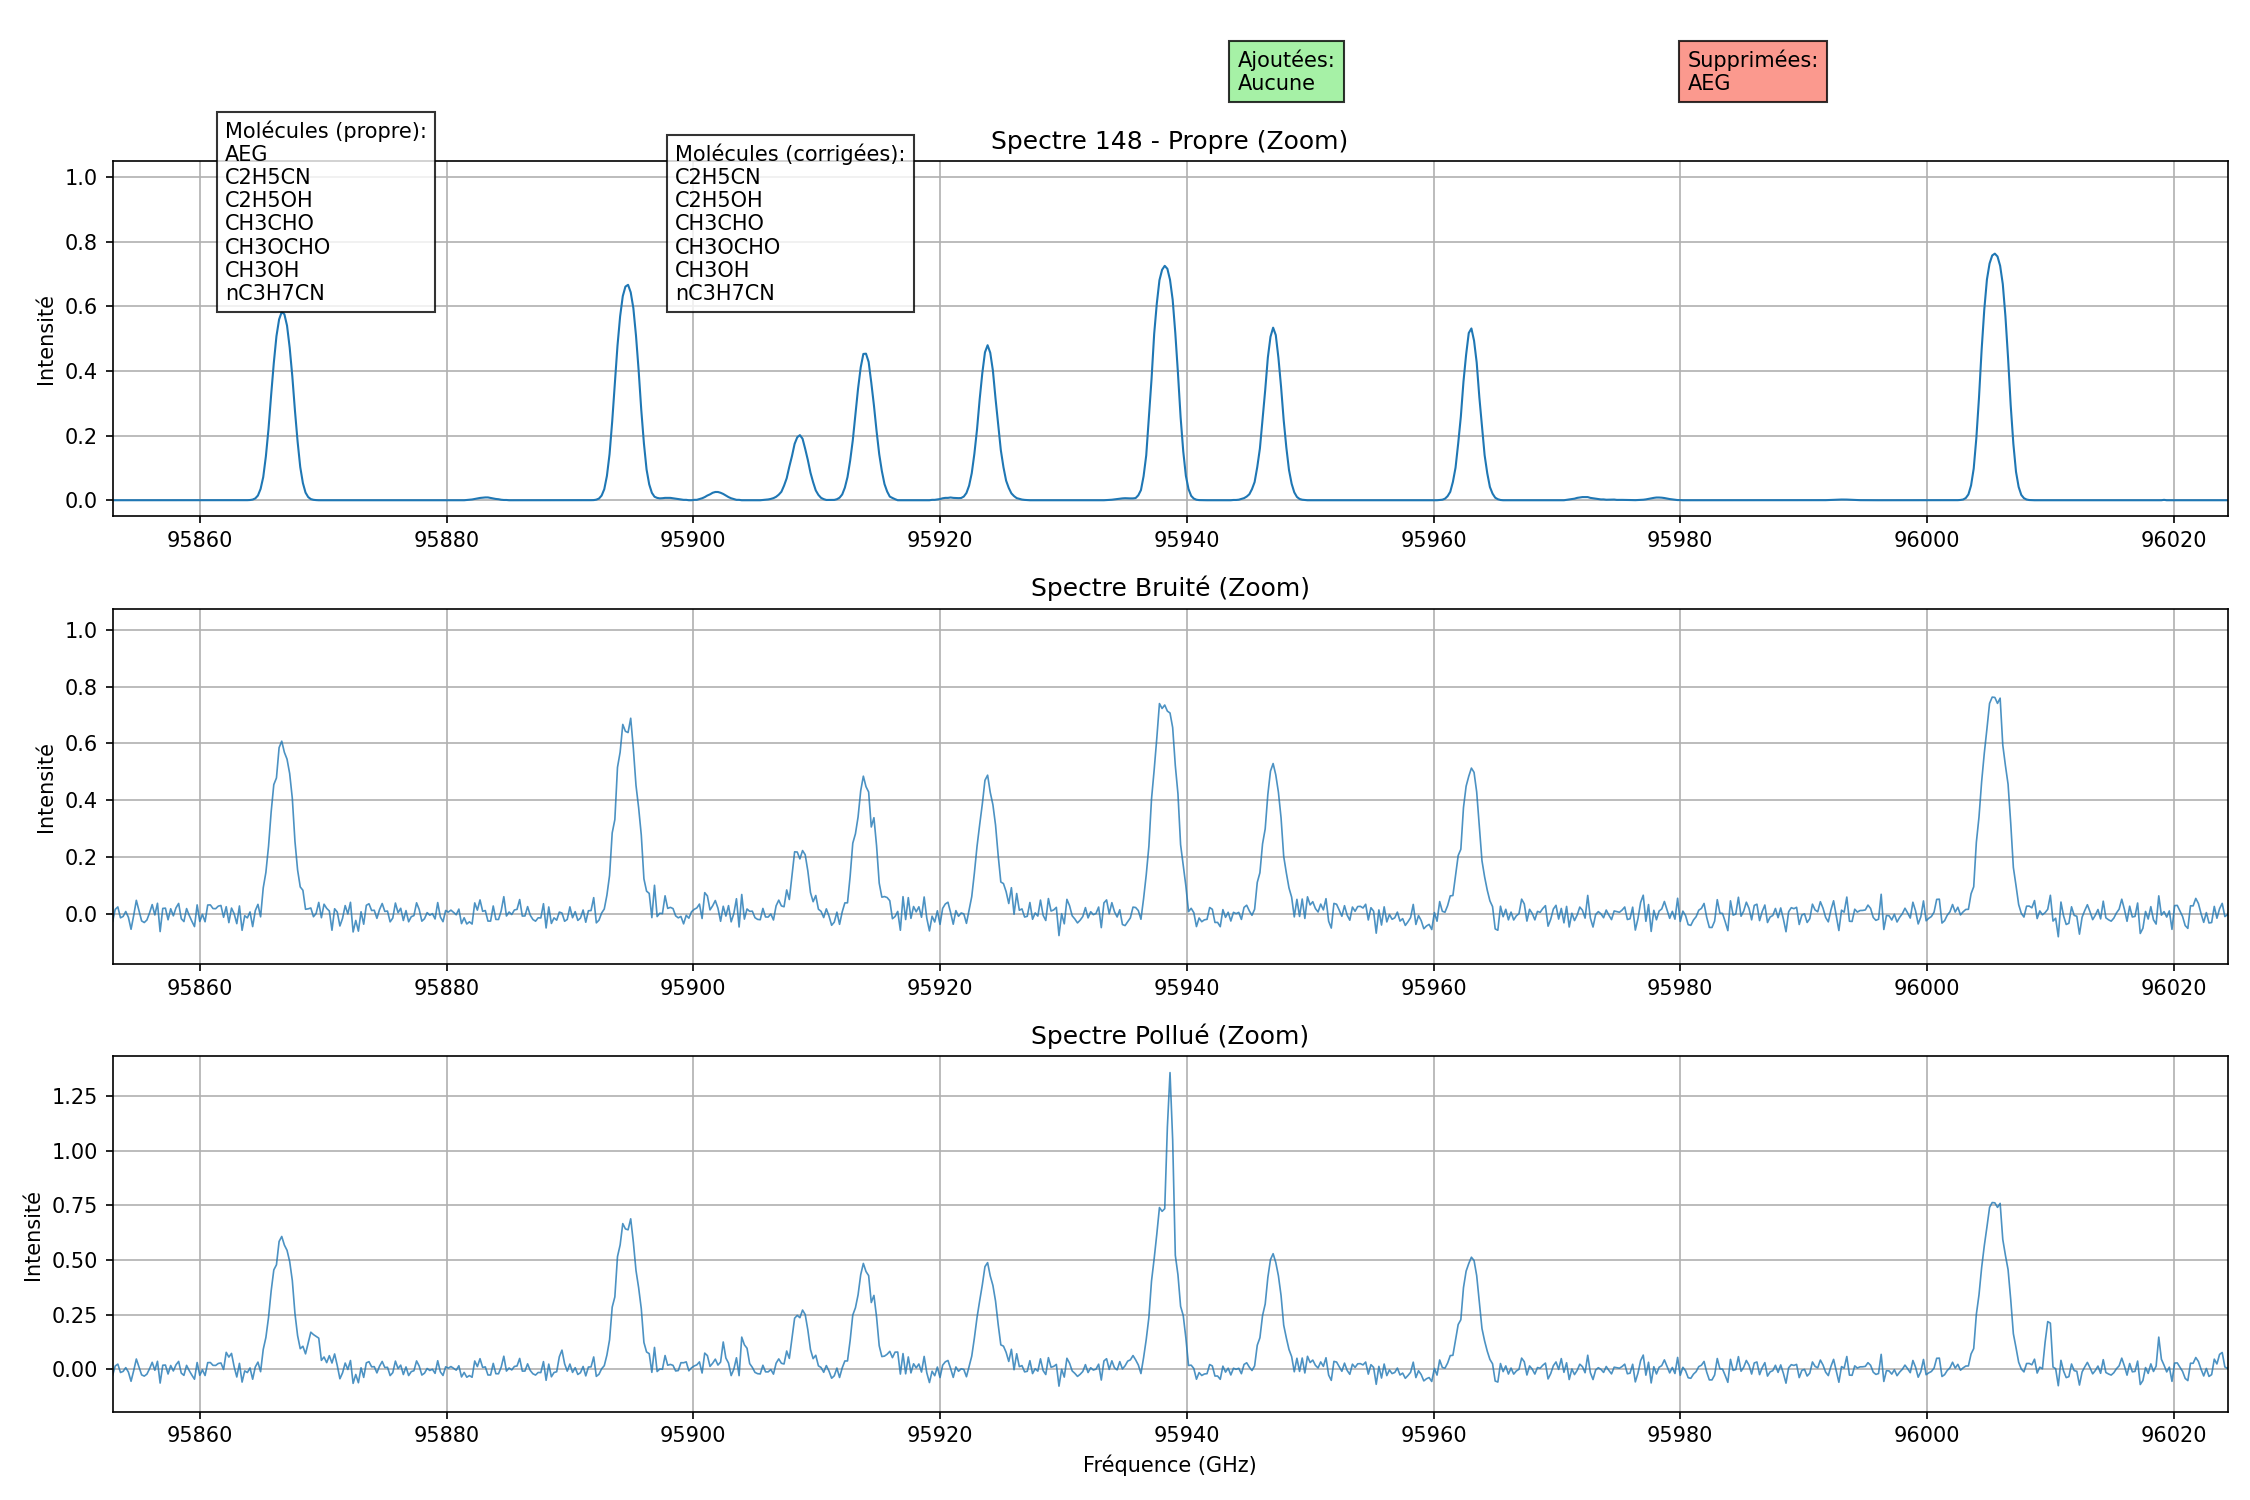 Ajoutées:
Aucune
Supprimées:
AEG
Molécules (propre):
AEG
C2H5CN
C2H5OH
CH3CHO
CH3OCHO
CH3OH
nC3H7CN
Molécules (corrigées):
C2H5CN
C2H5OH
CH3CHO
CH3OCHO
CH3OH
nC3H7CN
Spectre 148 - Propre (Zoom)
Intensité
1.0
0.8
0.6
0.4
0.2
0.0
95860 95880 95900 95920 95940 95960 95980 96000 96020
Spectre Bruité (Zoom)
Intensité
1.0
0.8
0.6
0.4
0.2
0.0
95860 95880 95900 95920 95940 95960 95980 96000 96020
Spectre Pollué (Zoom)
Intensité
1.25
1.00
0.75
0.50
0.25
0.00
95860 95880 95900 95920 95940 95960 95980 96000 96020
Fréquence (GHz)